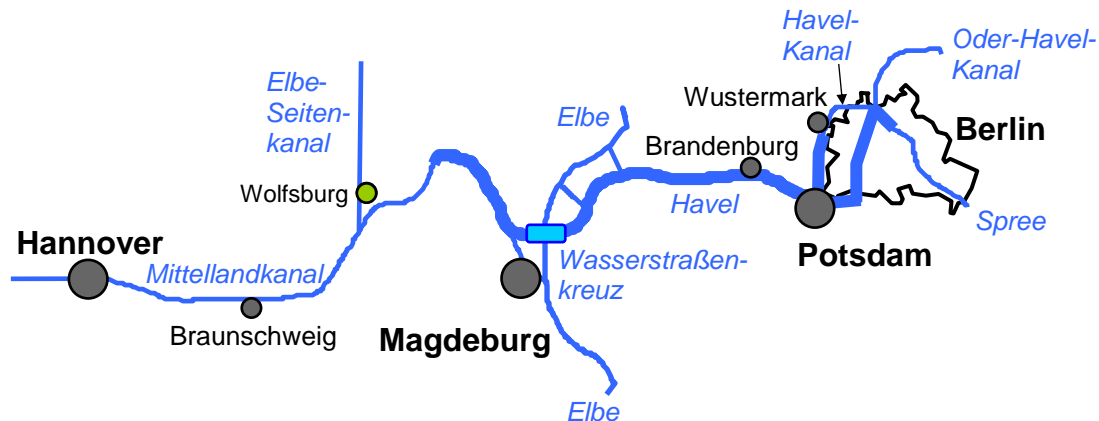 Havel-
Kanal
Oder-Havel-
Kanal
Elbe-
Seiten-
kanal
Wustermark
Elbe
Berlin
Brandenburg
Wolfsburg
Havel
Spree
Hannover
Potsdam
Mittellandkanal
Wasserstraßen-
kreuz
Braunschweig
Magdeburg
Elbe